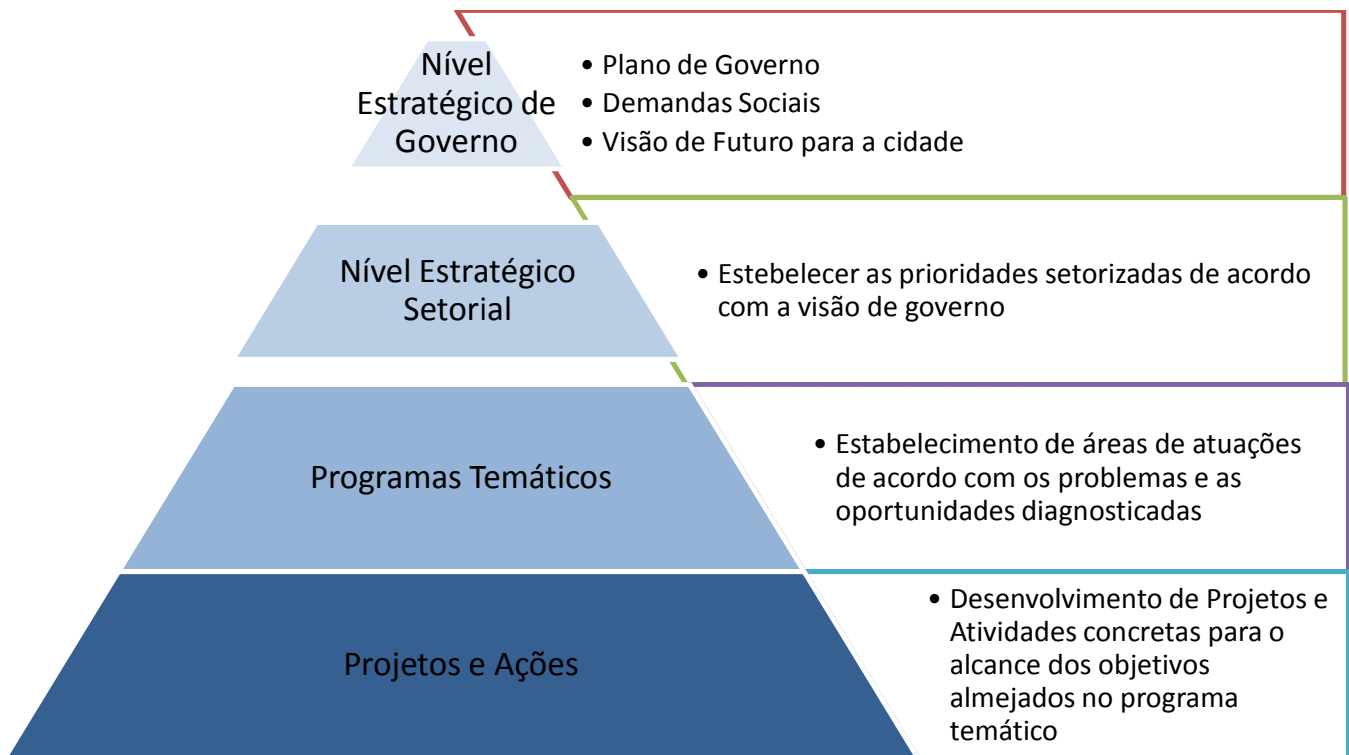 Nível
Estratégico de
Governo
• Plano de Governo
• Demandas Sociais
• Visão de Futuro para a cidade
Nível Estratégico
Setorial
• Estebelecer as prioridades setorizadas de acordo
com a visão de governo
Programas Temáticos
• Estabelecimento de áreas de atuações
de acordo com os problemas e as
oportunidades diagnosticadas
Projetos e Ações
• Desenvolvimento de Projetos e
Atividades concretas para o
alcance dos objetivos
almejados no programa
temático